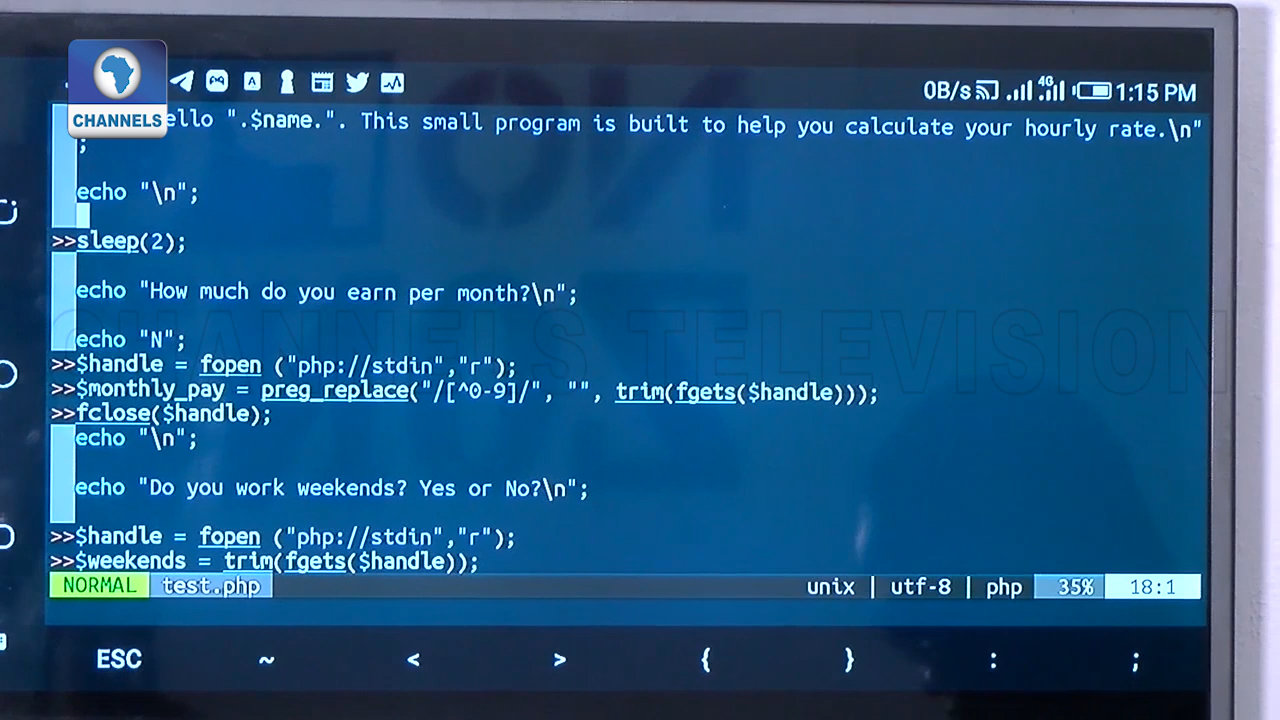 CHANNELS
0B/s 4G 1:15 PM
ello ".$name.". This small program is built to help you calculate your hourly rate.\n"
;
echo "\n";
>>sleep(2);
echo "How much do you earn per month?\n";
echo "N";
>>$handle = fopen ("php://stdin","r");
>>$monthly_pay = preg_replace("/[^0-9]/", "", trim(fgets($handle)));
>>fclose($handle);
echo "\n";
echo "Do you work weekends? Yes or No?\n";
>>$handle = fopen ("php://stdin","r");
>>$weekends = trim(fgets($handle));
NORMAL test.php unix | utf-8 | php 35% 18:1
ESC ~ < > { } : ;
CHANNELS TELEVISION